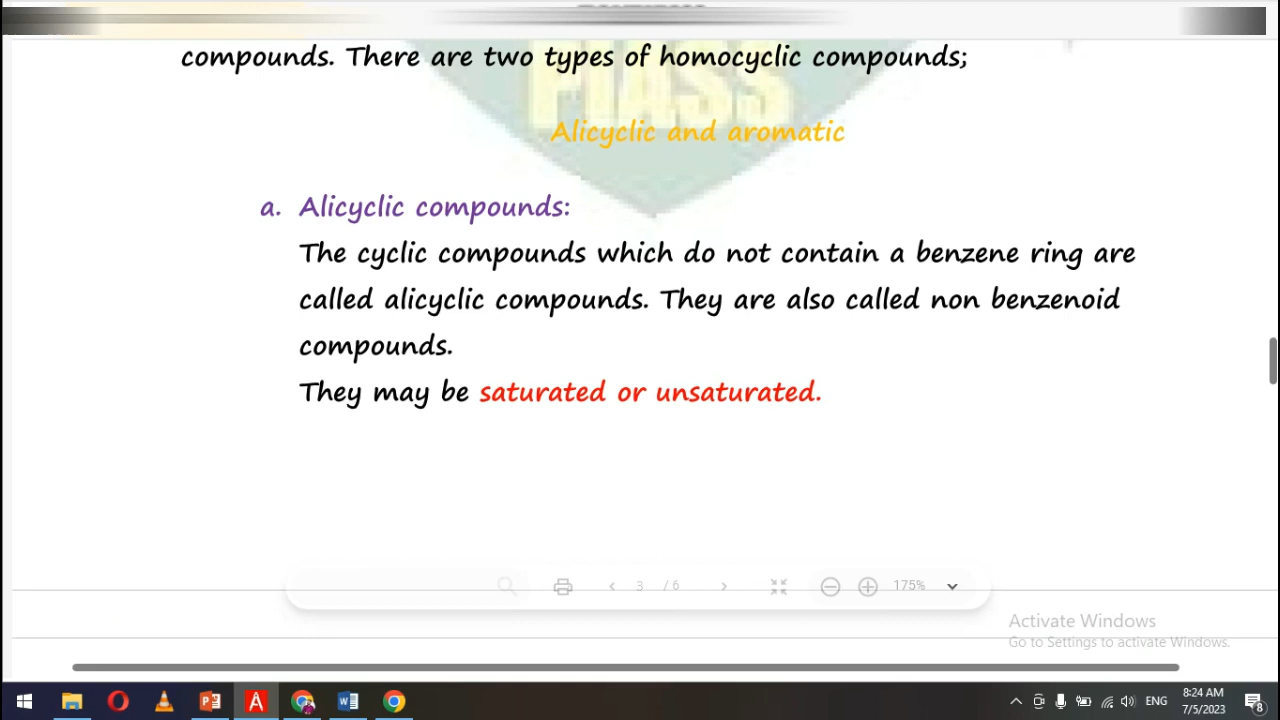 compounds. There are two types of homocyclic compounds;
PIASS
Alicyclic and aromatic
a. Alicyclic compounds:
The cyclic compounds which do not contain a benzene ring are
called alicyclic compounds. They are also called non benzenoid
compounds.
They may be saturated or unsaturated.
3 / 6
175%
Activate Windows
Go to Settings to activate Windows.
ENG
8:24 AM
7/5/2023
8